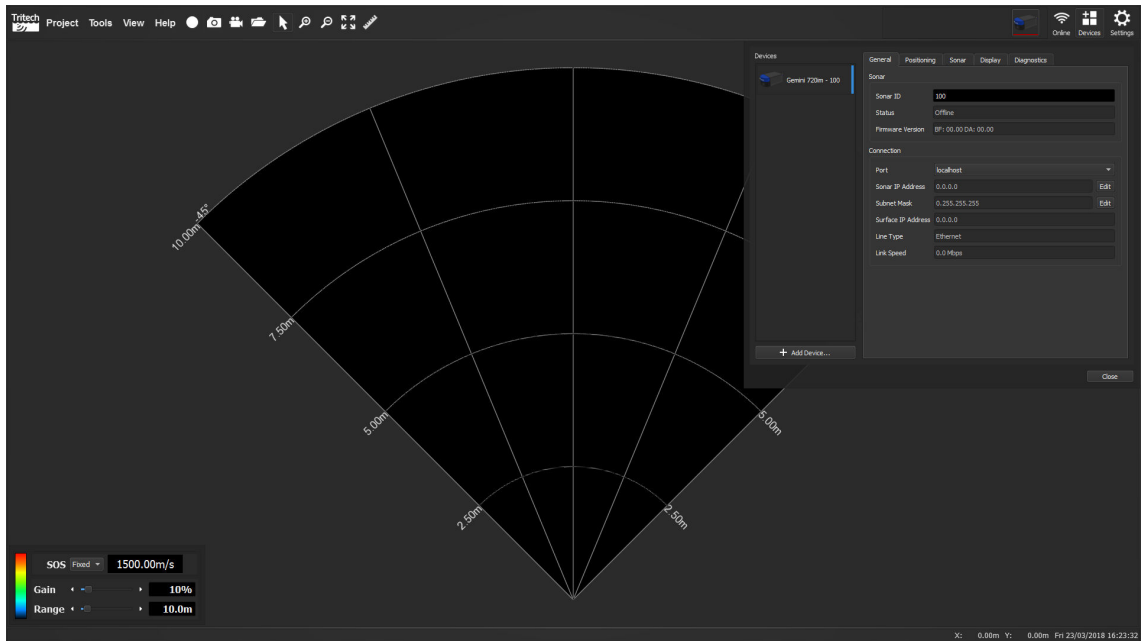 Tritech Project Tools View Help
Online Devices Settings
Devices
Gemini 720im - 100
+ Add Device...
General Positioning Sonar Display Diagnostics
Sonar
Sonar ID 100
Status Offline
Firmware Version BF: 00.00 DA: 00.00
Connection
Port localhost
Sonar IP Address 0.0.0.0 Edit
Subnet Mask 0.255.255.255 Edit
Surface IP Address 0.0.0.0
Line Type Ethernet
Link Speed 0.0 Mbps
Close
-45°
10.00m
7.50m
5.00m
5.00m
2.50m
2.50m
SOS Fixed 1500.00m/s
Gain 10%
Range 10.0m
X: 0.00m Y: 0.00m Fri 23/03/2018 16:23:32